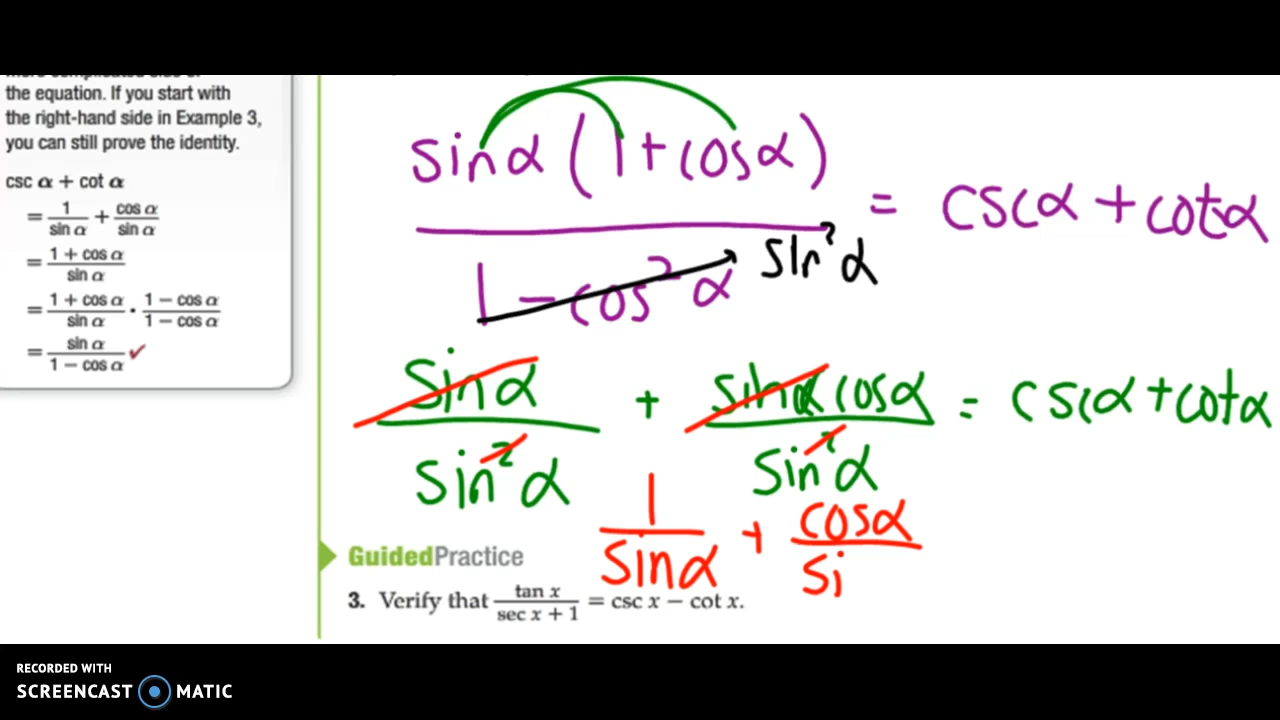 the equation. If you start with
the right-hand side in Example 3,
you can still prove the identity.
csc α + cot α
= 1/sin α + cos α/sin α
= 1 + cos α/sin α
= 1 + cos α/sin α · 1 − cos α/1 − cos α
= sin α/1 − cos α ✓
sinα (1 + cosα)
= cscα + cotα
1 − cos²α
sin²α
sinα + sinα cosα = cscα + cotα
sin²α sin²α
1 + cosα
sinα si
GuidedPractice
3. Verify that tan x/sec x + 1 = csc x − cot x.
RECORDED WITH
SCREENCAST MATIC